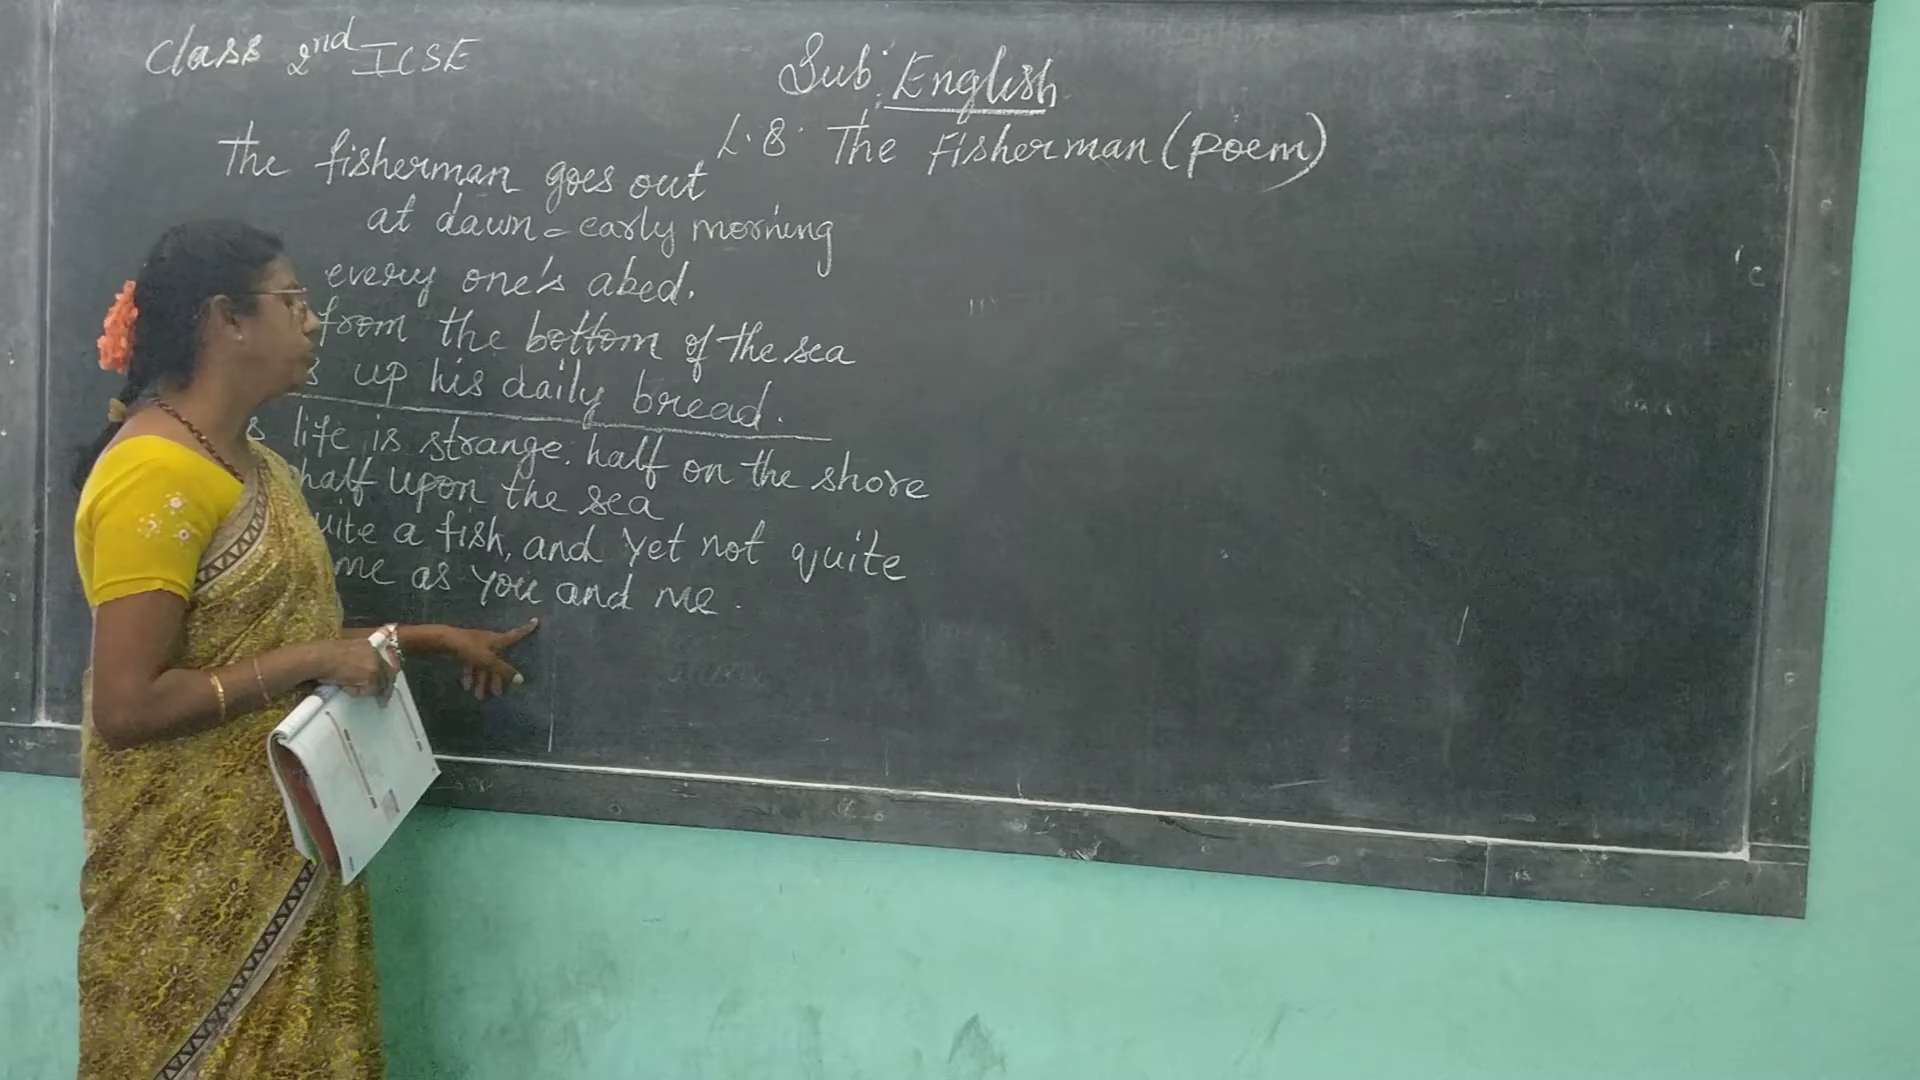 Class 2nd ICSE
Sub: English
L.8. The Fisherman (poem)
The fisherman goes out
at dawn = early morning
every one's abed.
from the bottom of the sea
up his daily bread.
life is strange. half on the shore
half upon the sea
a fish, and yet not quite
as you and me.